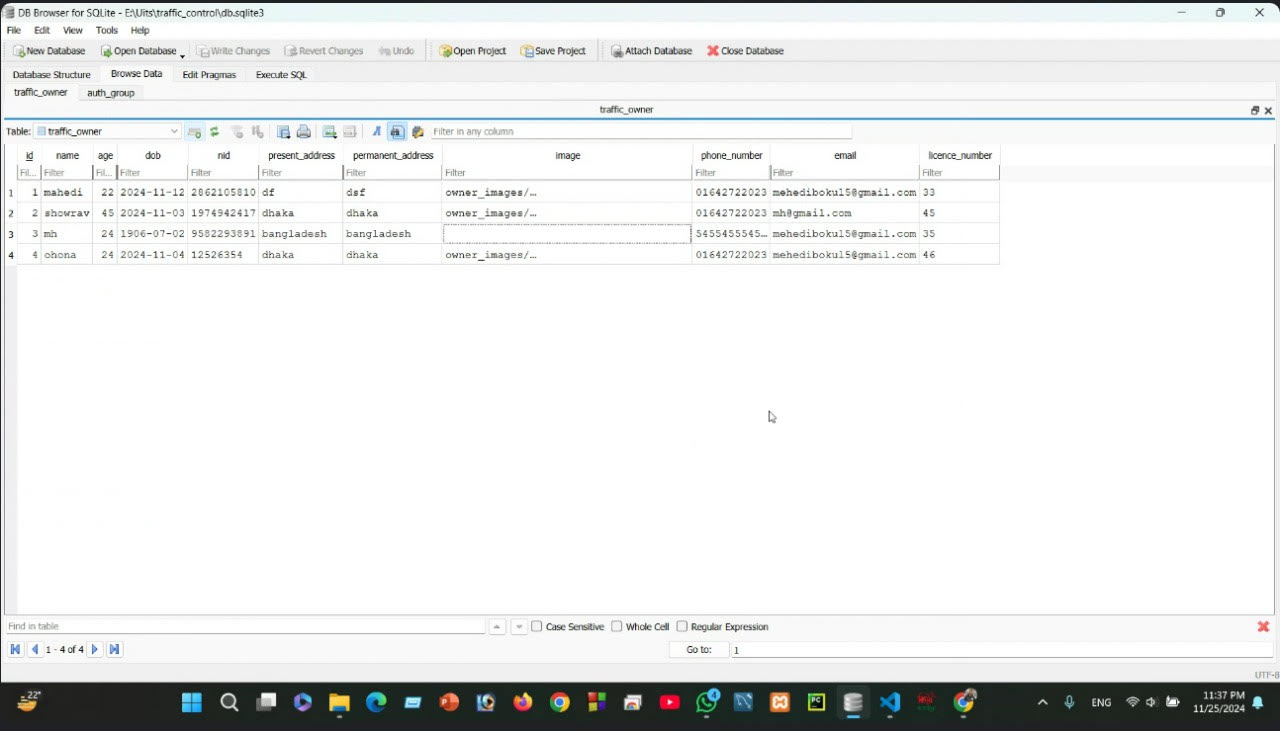 DB Browser for SQLite - E:\Uits\traffic_control\db.sqlite3
File Edit View Tools Help
New Database Open Database Write Changes Revert Changes Undo Open Project Save Project Attach Database Close Database
Database Structure Browse Data Edit Pragmas Execute SQL
traffic_owner auth_group
traffic_owner
Table: traffic_owner Filter in any column
id name age dob nid present_address permanent_address image phone_number email licence_number
Fil... Filter Fil... Filter Filter Filter Filter Filter Filter Filter Filter
1 1 mahedi 22 2024-11-12 2862105810 df dsf owner_images/… 01642722023 mehedibokul5@gmail.com 33
2 2 showrav 45 2024-11-03 1974942417 dhaka dhaka owner_images/… 01642722023 mh@gmail.com 45
3 3 mh 24 1906-07-02 9582293891 bangladesh bangladesh 5455455545… mehedibokul5@gmail.com 35
4 4 ohona 24 2024-11-04 12526354 dhaka dhaka owner_images/… 01642722023 mehedibokul5@gmail.com 46
Find in table Case Sensitive Whole Cell Regular Expression
1 - 4 of 4 Go to: 1
UTF-8
22° 4 PC ENG 11:37 PM
11/25/2024